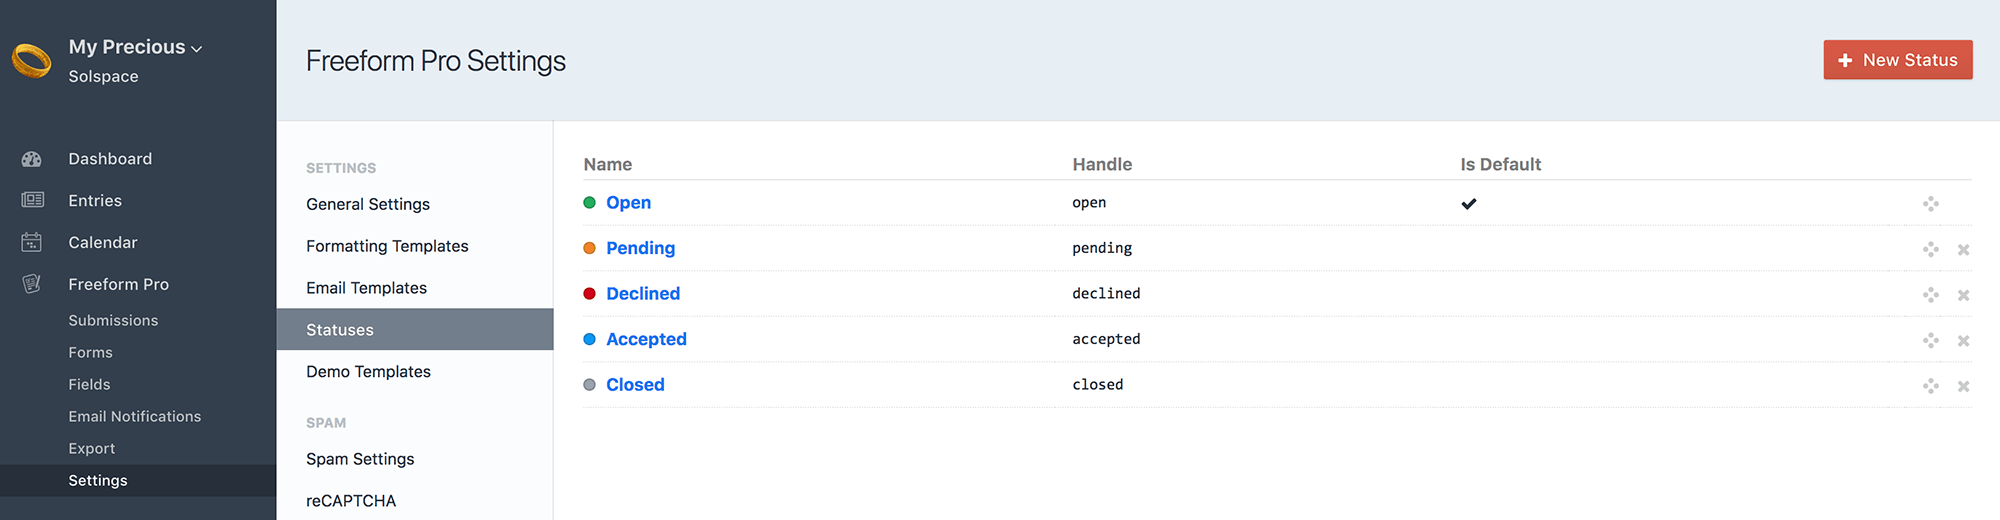 My Precious
Solspace
Dashboard
Entries
Calendar
Freeform Pro
Submissions
Forms
Fields
Email Notifications
Export
Settings
Freeform Pro Settings
New Status
SETTINGS
General Settings
Formatting Templates
Email Templates
Statuses
Demo Templates
SPAM
Spam Settings
reCAPTCHA
Name Handle Is Default
Open open
Pending pending
Declined declined
Accepted accepted
Closed closed